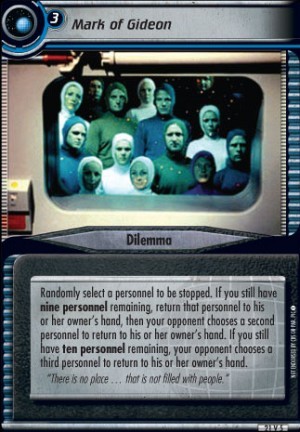 3
Mark of Gideon
Dilemma
Randomly select a personnel to be stopped. If you still have
nine personnel remaining, return that personnel to his
or her owner's hand, then your opponent chooses a second
personnel to return to his or her owner's hand. If you still
have ten personnel remaining, your opponent chooses a
third personnel to return to his or her owner's hand.
"There is no place ... that is not filled with people."